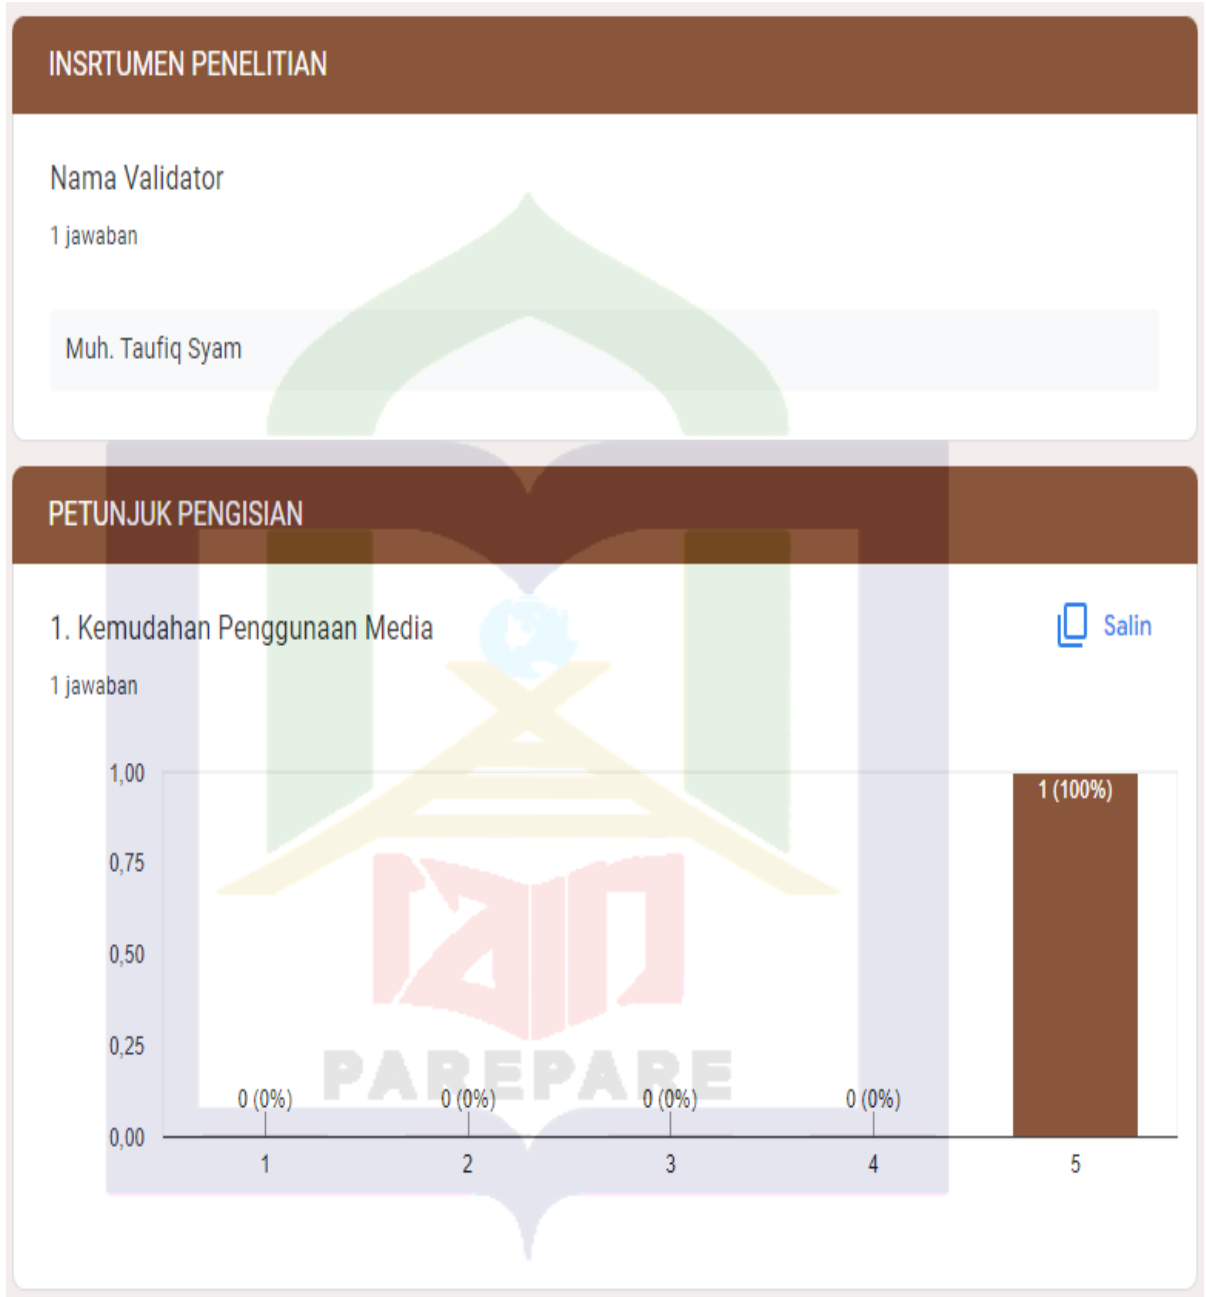 INSRTUMEN PENELITIAN
Nama Validator
1 jawaban
Muh. Taufiq Syam
PETUNJUK PENGISIAN
1. Kemudahan Penggunaan Media
Salin
1 jawaban
1,00
1 (100%)
0,75
0,50
0,25
0 (0%) 0 (0%) 0 (0%) 0 (0%)
0,00
1 2 3 4 5
iain
PAREPARE